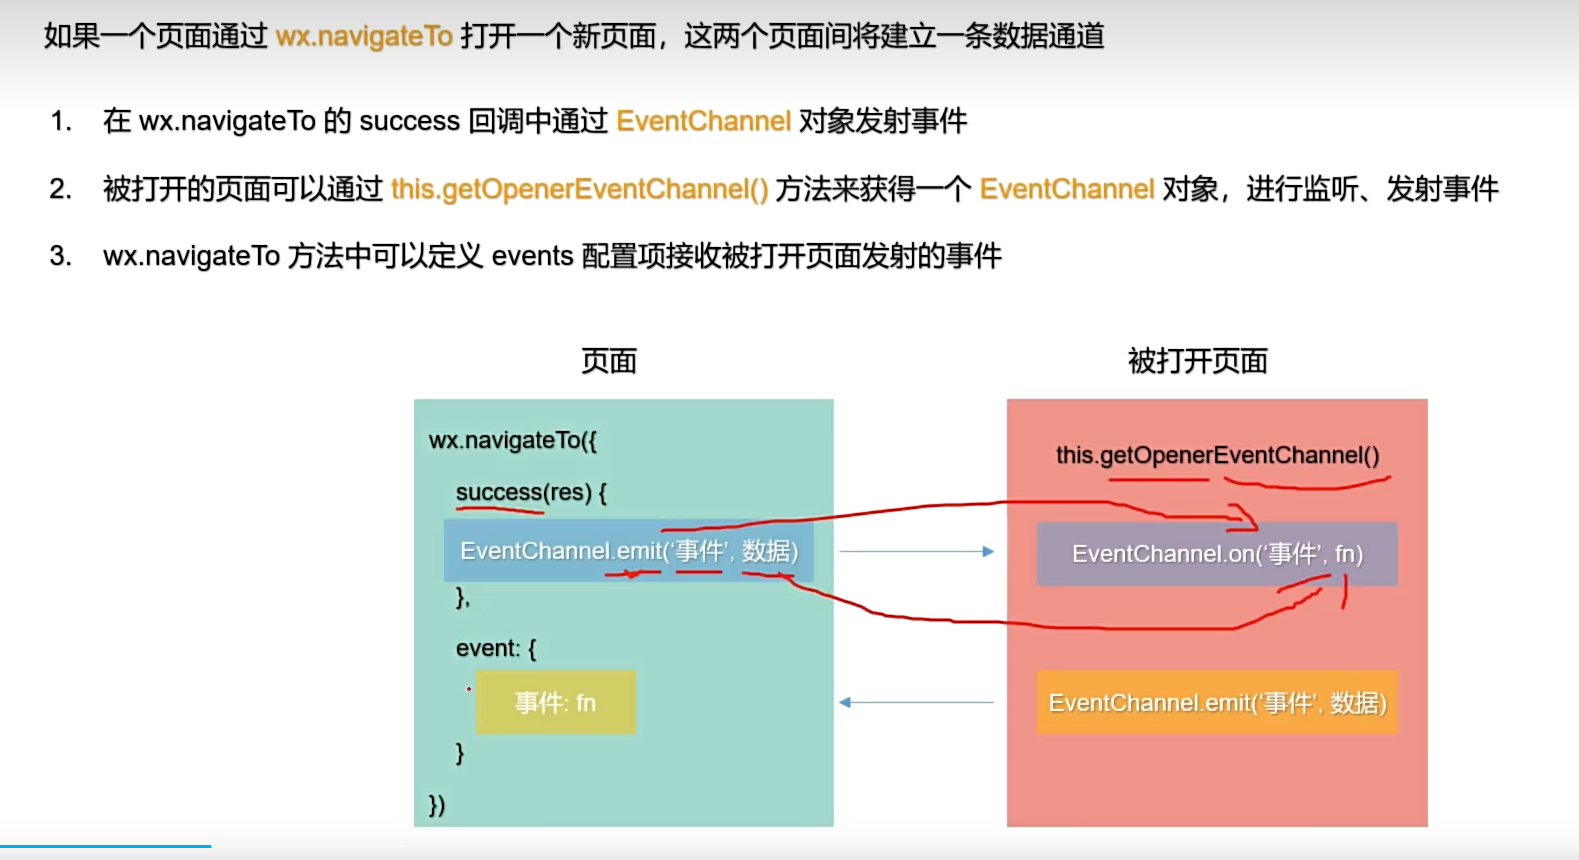 如果一个页面通过 wx.navigateTo 打开一个新页面，这两个页面间将建立一条数据通道
1. 在 wx.navigateTo 的 success 回调中通过 EventChannel 对象发射事件
2. 被打开的页面可以通过 this.getOpenerEventChannel() 方法来获得一个 EventChannel 对象，进行监听、发射事件
3. wx.navigateTo 方法中可以定义 events 配置项接收被打开页面发射的事件
页面
wx.navigateTo({
success(res) {
EventChannel.emit('事件', 数据)
},
event: {
事件: fn
}
})
被打开页面
this.getOpenerEventChannel()
EventChannel.on('事件', fn)
EventChannel.emit('事件', 数据)